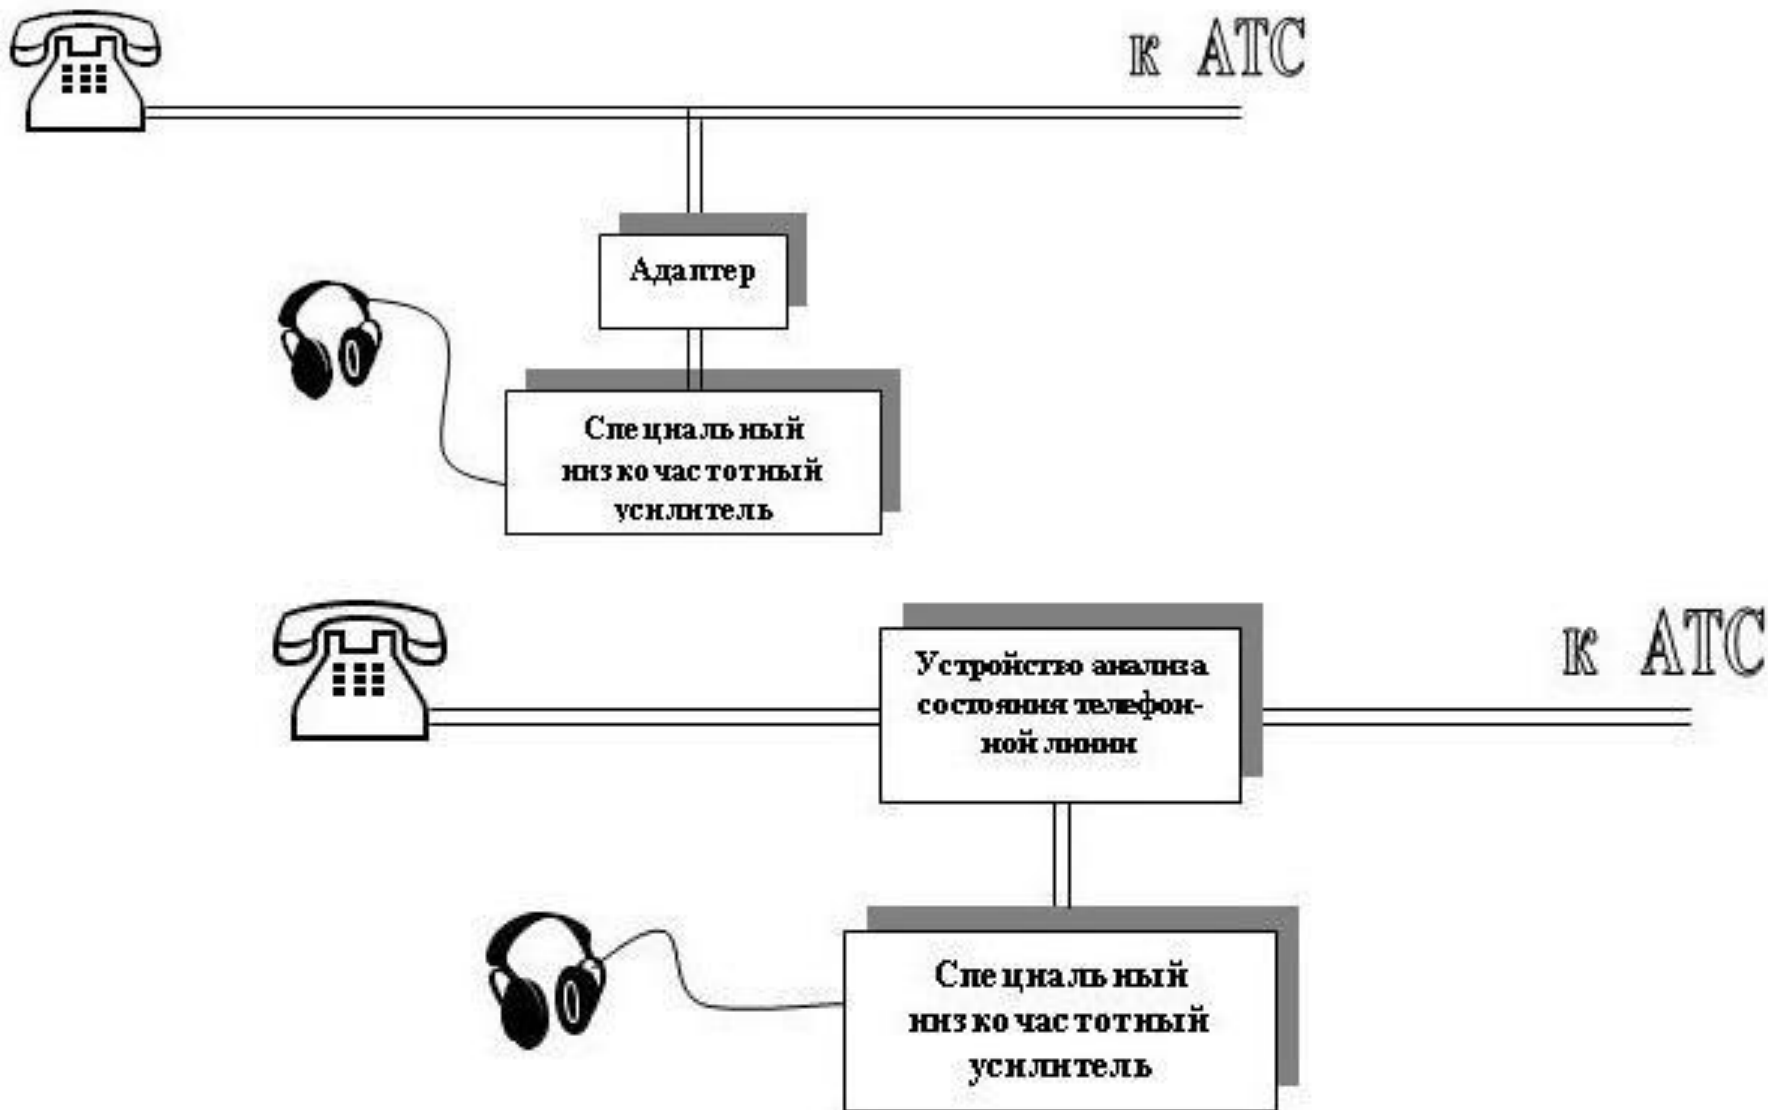 к АТС
Адаптер
Специальный
низкочастотный
усилитель
к АТС
Устройство анализа
состояния телефон-
ной линии
Специальный
низкочастотный
усилитель